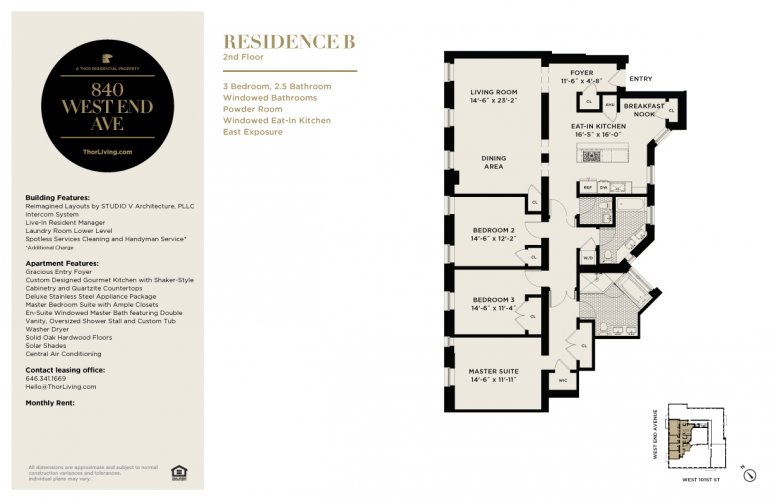 A THOR RESIDENTIAL PROPERTY
840
WEST END
AVE
ThorLiving.com
Building Features:
Reimagined Layouts by STUDIO V Architecture, PLLC
Intercom System
Live-In Resident Manager
Laundry Room Lower Level
Spotless Services Cleaning and Handyman Service*
*Additional Charge
Apartment Features:
Gracious Entry Foyer
Custom Designed Gourmet Kitchen with Shaker-Style
Cabinetry and Quartzite Countertops
Deluxe Stainless Steel Appliance Package
Master Bedroom Suite with Ample Closets
En-Suite Windowed Master Bath featuring Double
Vanity, Oversized Shower Stall and Custom Tub
Washer Dryer
Solid Oak Hardwood Floors
Solar Shades
Central Air Conditioning
Contact leasing office:
646.341.1669
Hello@ThorLiving.com
Monthly Rent:
All dimensions are approximate and subject to normal
construction variances and tolerances.
Individual plans may vary.
RESIDENCE B
2nd Floor
3 Bedroom, 2.5 Bathroom
Windowed Bathrooms
Powder Room
Windowed Eat-In Kitchen
East Exposure
FOYER
11'-6" x 4'-8"
ENTRY
LIVING ROOM
14'-6" x 23'-2"
CL
AHU
BREAKFAST
NOOK
CL
EAT-IN KITCHEN
16'-5" x 16'-0"
DINING
AREA
REF
DW
CL
BEDROOM 2
14'-6" x 12'-2"
CL
W/D
BEDROOM 3
14'-6" x 11'-4"
CL
CL
MASTER SUITE
14'-6" x 11'-11"
CL
WIC
WEST END AVENUE
WEST 101ST ST
N